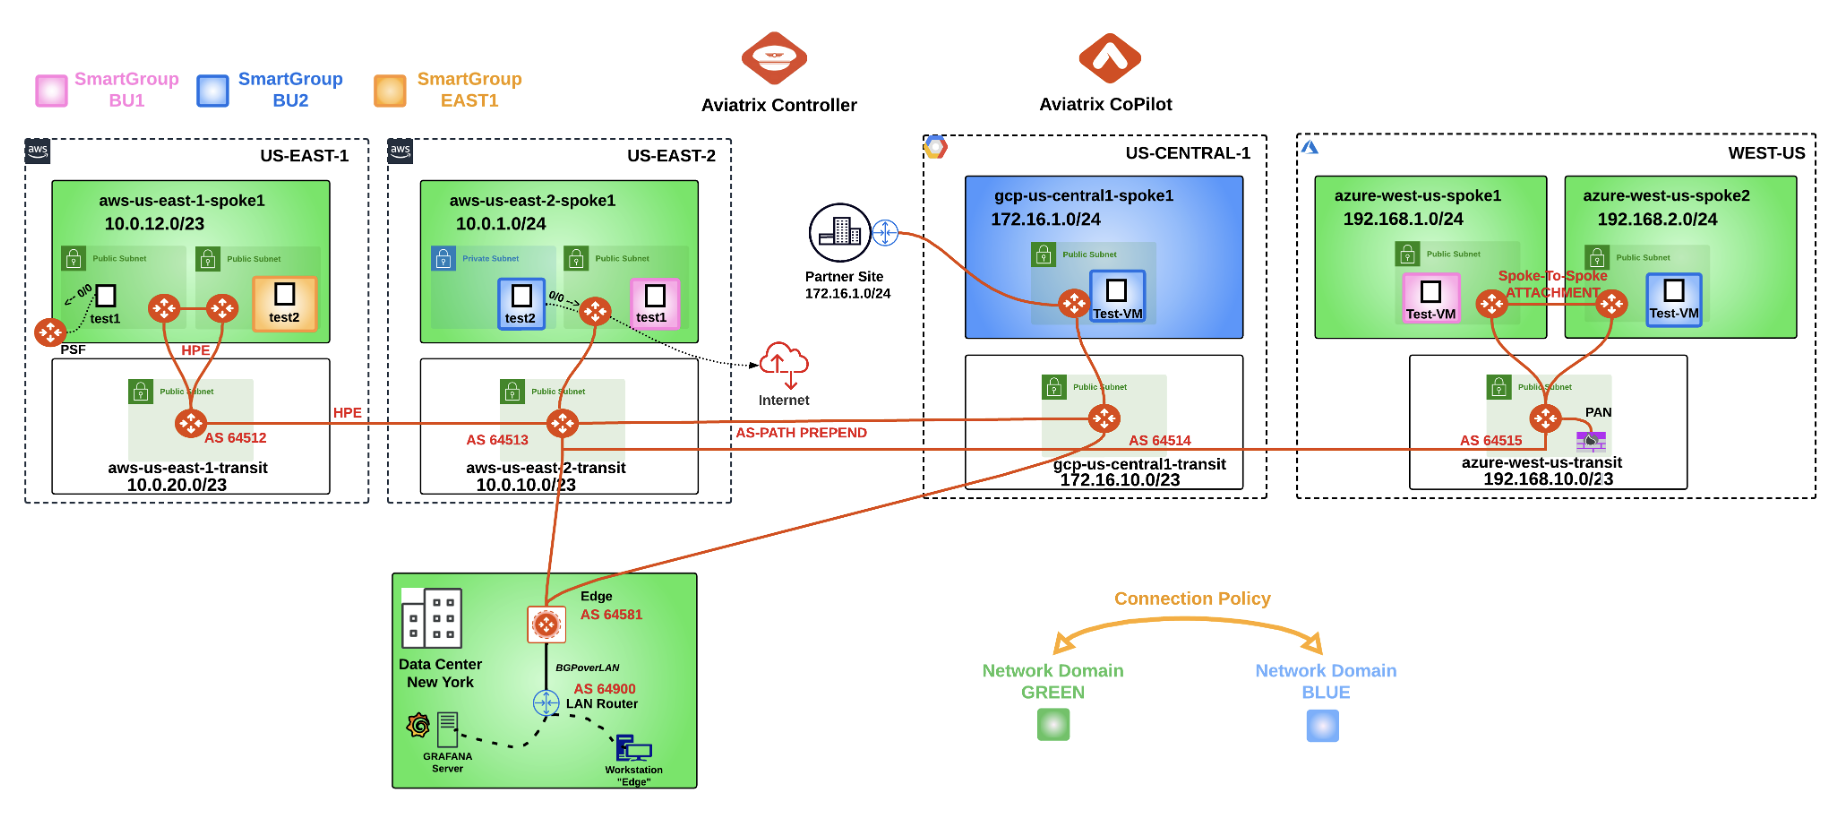 SmartGroup
BU1
SmartGroup
BU2
SmartGroup
EAST1
Aviatrix Controller
Aviatrix CoPilot
aws
US-EAST-1
aws-us-east-1-spoke1
10.0.12.0/23
Public Subnet
Public Subnet
<-- 0/0
test1
test2
PSF
HPE
Public Subnet
AS 64512
aws-us-east-1-transit
10.0.20.0/23
HPE
aws
US-EAST-2
aws-us-east-2-spoke1
10.0.1.0/24
Private Subnet
Public Subnet
test2
0/0 -->
test1
Public Subnet
AS 64513
aws-us-east-2-transit
10.0.10.0/23
Internet
AS-PATH PREPEND
Partner Site
172.16.1.0/24
US-CENTRAL-1
gcp-us-central1-spoke1
172.16.1.0/24
Public Subnet
Test-VM
Public Subnet
AS 64514
gcp-us-central1-transit
172.16.10.0/23
WEST-US
azure-west-us-spoke1
192.168.1.0/24
Public Subnet
Test-VM
azure-west-us-spoke2
192.168.2.0/24
Public Subnet
Test-VM
Spoke-To-Spoke
ATTACHMENT
Public Subnet
PAN
AS 64515
azure-west-us-transit
192.168.10.0/23
Data Center
New York
Edge
AS 64581
BGPoverLAN
AS 64900
LAN Router
GRAFANA
Server
Workstation
"Edge"
Connection Policy
Network Domain
GREEN
Network Domain
BLUE